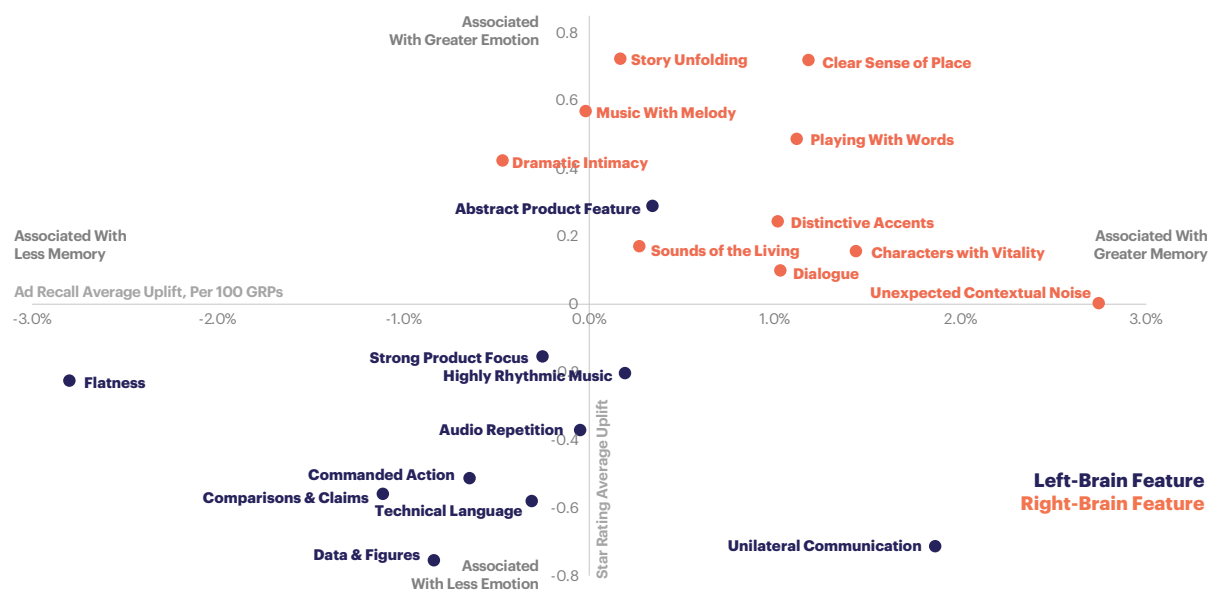 Associated
With Greater Emotion
0.8
Story Unfolding
Clear Sense of Place
0.6
Music With Melody
Playing With Words
Dramatic Intimacy
0.4
Abstract Product Feature
Distinctive Accents
0.2
Associated With
Less Memory
Sounds of the Living
Characters with Vitality
Associated With
Greater Memory
Dialogue
Ad Recall Average Uplift, Per 100 GRPs
Unexpected Contextual Noise
0
-3.0%
-2.0%
-1.0%
0.0%
1.0%
2.0%
3.0%
Strong Product Focus
-0.2
Highly Rhythmic Music
Flatness
Audio Repetition
-0.4
Star Rating Average Uplift
Commanded Action
Comparisons & Claims
Technical Language
-0.6
Left-Brain Feature
Right-Brain Feature
Unilateral Communication
Data & Figures
Associated
With Less Emotion
-0.8